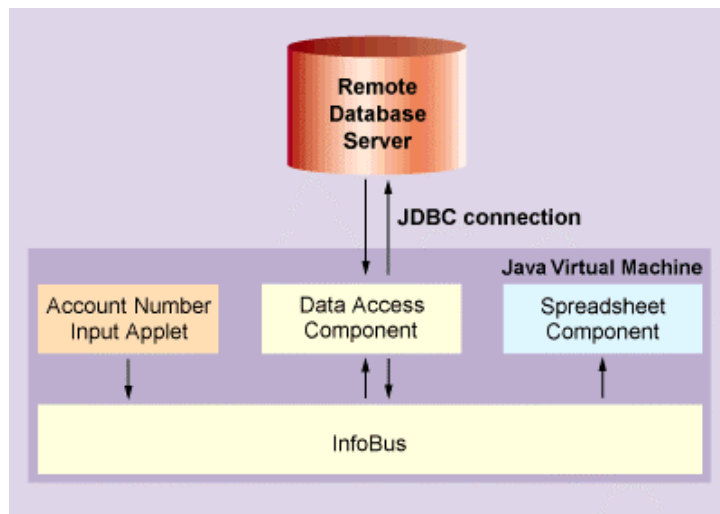 Remote
Database
Server
JDBC connection
Java Virtual Machine
Account Number
Input Applet
Data Access
Component
Spreadsheet
Component
InfoBus